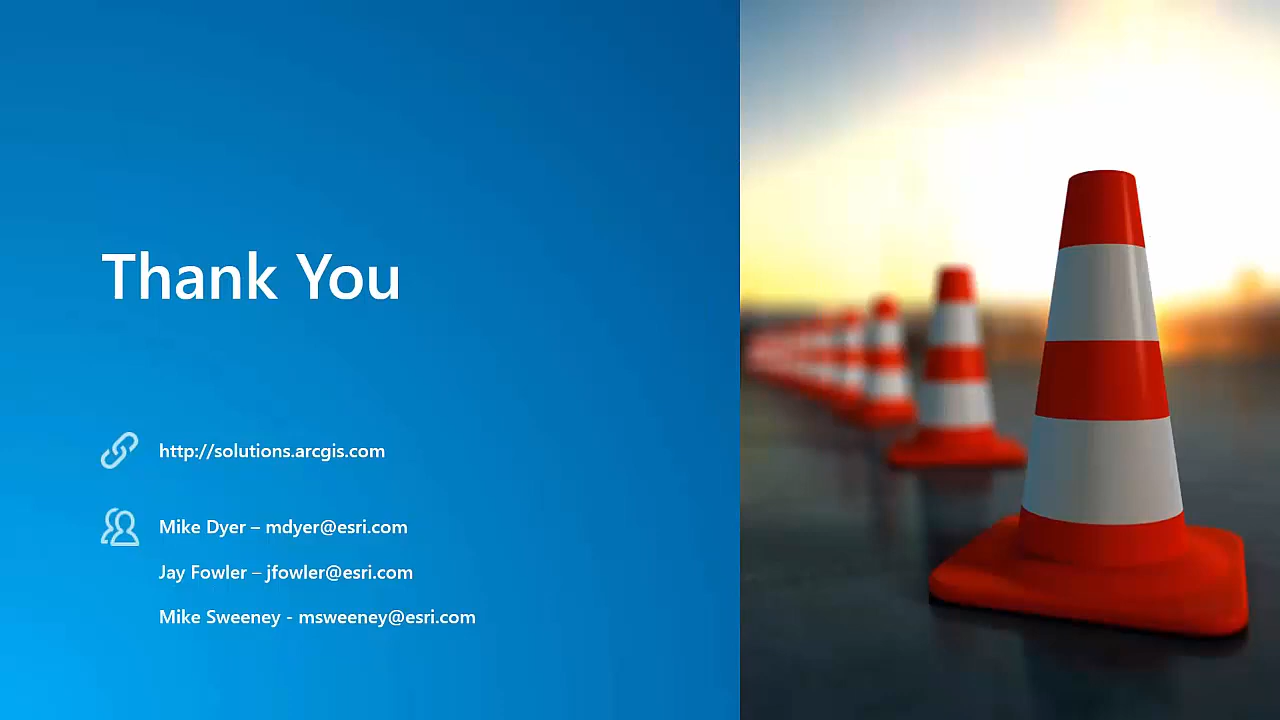 Thank You
http://solutions.arcgis.com
Mike Dyer – mdyer@esri.com
Jay Fowler – jfowler@esri.com
Mike Sweeney - msweeney@esri.com